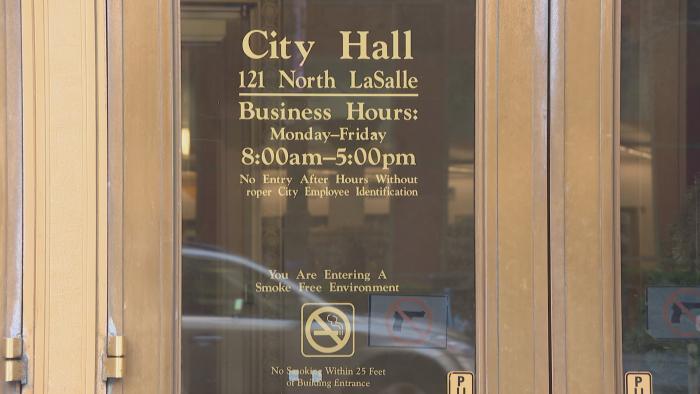 City Hall
121 North LaSalle
Business Hours:
Monday–Friday
8:00am–5:00pm
No Entry After Hours Without
roper City Employee Identification
You Are Entering A
Smoke Free Environment
No Smoking Within 25 Feet
of Building Entrance
P
P